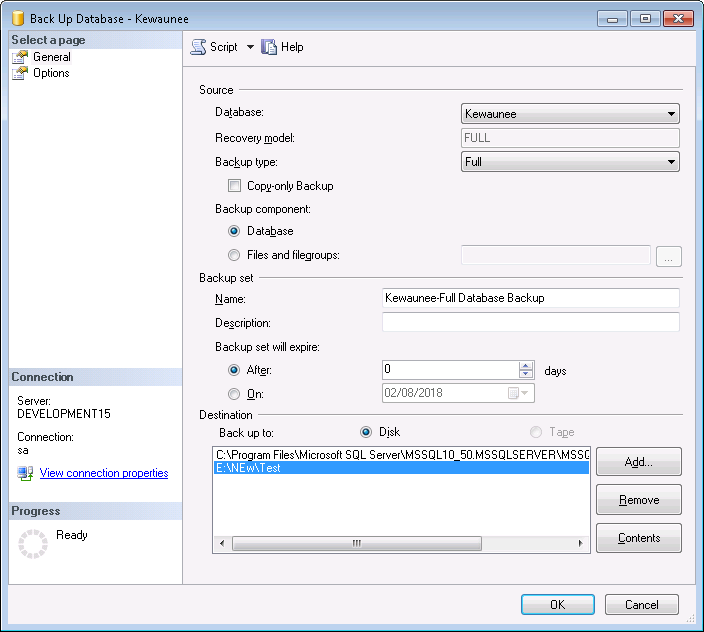 Back Up Database - Kewaunee
Select a page
General
Options
Script
Help
Source
Database:
Kewaunee
Recovery model:
FULL
Backup type:
Full
Copy-only Backup
Backup component:
Database
Files and filegroups:
...
Backup set
Name:
Kewaunee-Full Database Backup
Description:
Backup set will expire:
After:
0
days
On:
02/08/2018
Destination
Back up to:
Disk
Tape
C:\Program Files\Microsoft SQL Server\MSSQL10_50.MSSQLSERVER\MSSQ
E:\NEw\Test
Add...
Remove
Contents
Connection
Server:
DEVELOPMENT15
Connection:
sa
View connection properties
Progress
Ready
OK
Cancel